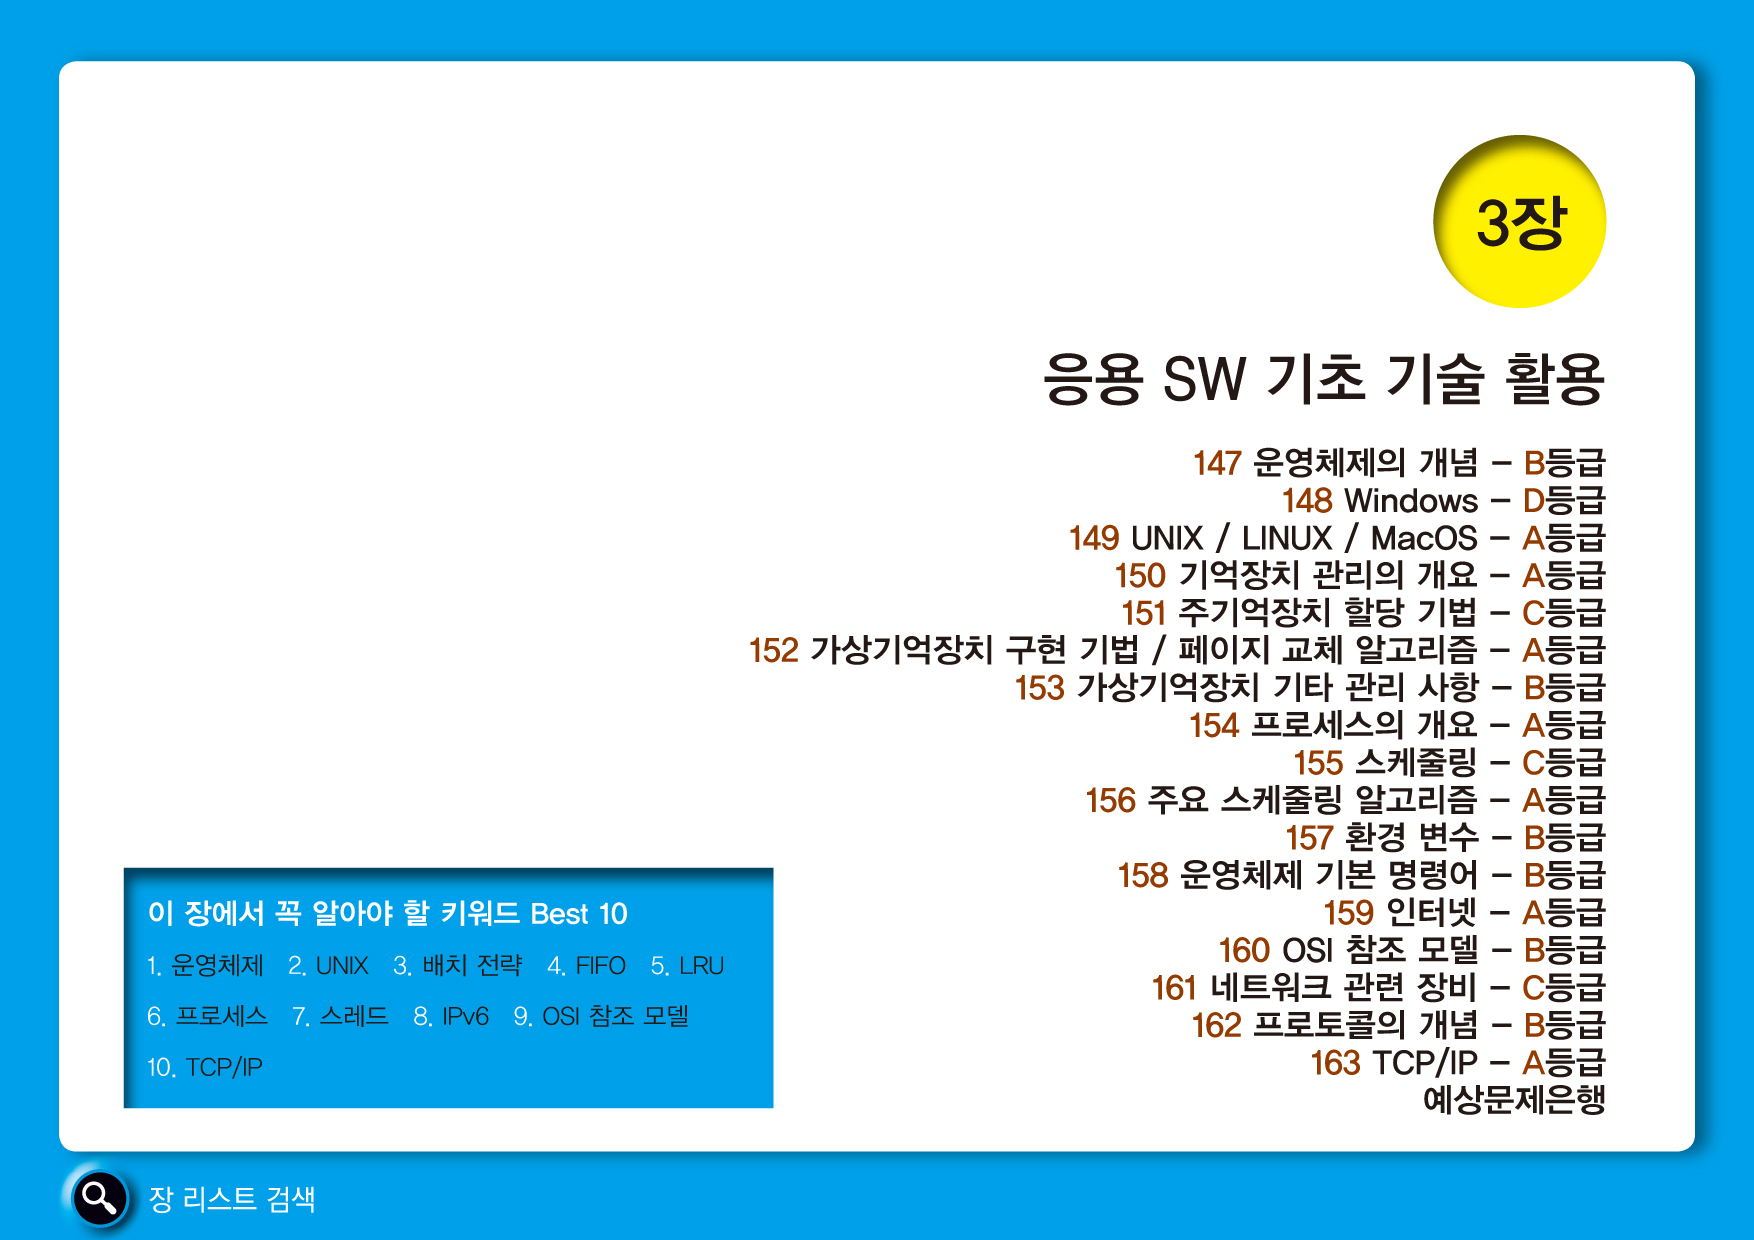 3장
응용 SW 기초 기술 활용
147 운영체제의 개념 – B등급
148 Windows – D등급
149 UNIX / LINUX / MacOS – A등급
150 기억장치 관리의 개요 – A등급
151 주기억장치 할당 기법 – C등급
152 가상기억장치 구현 기법 / 페이지 교체 알고리즘 – A등급
153 가상기억장치 기타 관리 사항 – B등급
154 프로세스의 개요 – A등급
155 스케줄링 – C등급
156 주요 스케줄링 알고리즘 – A등급
157 환경 변수 – B등급
158 운영체제 기본 명령어 – B등급
159 인터넷 – A등급
160 OSI 참조 모델 – B등급
161 네트워크 관련 장비 – C등급
162 프로토콜의 개념 – B등급
163 TCP/IP – A등급
예상문제은행
이 장에서 꼭 알아야 할 키워드 Best 10
1. 운영체제 2. UNIX 3. 배치 전략 4. FIFO 5. LRU
6. 프로세스 7. 스레드 8. IPv6 9. OSI 참조 모델
10. TCP/IP
장 리스트 검색